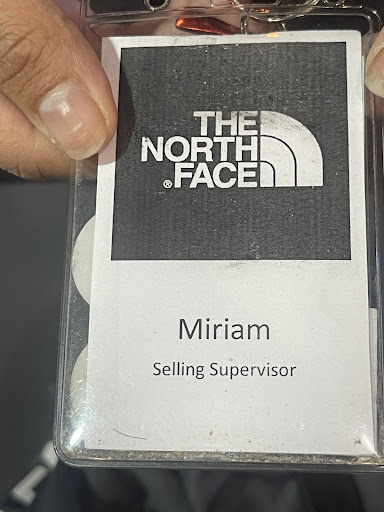 THE
NORTH
®FACE
Miriam
Selling Supervisor